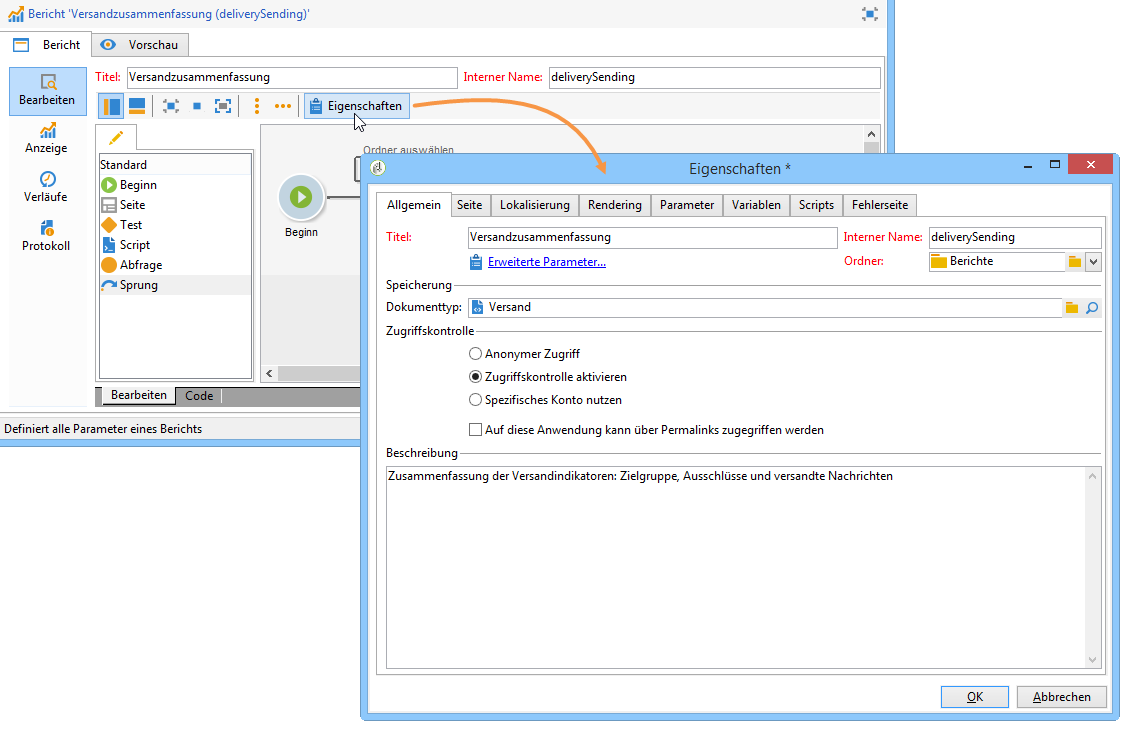 Bericht 'Versandzusammenfassung (deliverySending)'
Bericht Vorschau
Titel: Versandzusammenfassung Interner Name: deliverySending
Bearbeiten
Anzeige
Verläufe
Protokoll
Eigenschaften
Standard
Beginn
Seite
Test
Script
Abfrage
Sprung
Ordner auswählen
Beginn
Bearbeiten Code
Definiert alle Parameter eines Berichts
Eigenschaften *
Allgemein Seite Lokalisierung Rendering Parameter Variablen Scripts Fehlerseite
Titel: Versandzusammenfassung Interner Name: deliverySending
Erweiterte Parameter... Ordner: Berichte
Speicherung
Dokumenttyp: Versand
Zugriffskontrolle
Anonymer Zugriff
Zugriffskontrolle aktivieren
Spezifisches Konto nutzen
Auf diese Anwendung kann über Permalinks zugegriffen werden
Beschreibung
Zusammenfassung der Versandindikatoren: Zielgruppe, Ausschlüsse und versandte Nachrichten
OK Abbrechen